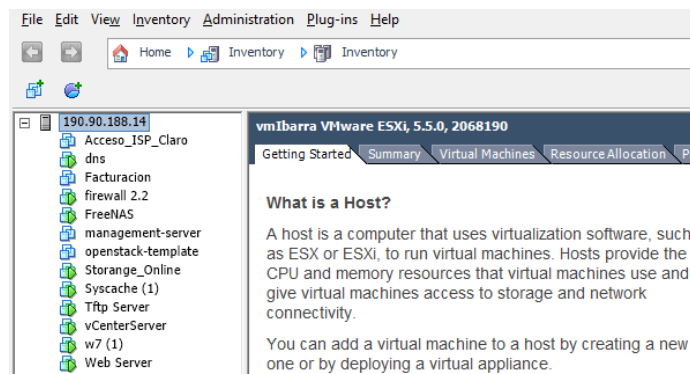 File Edit View Inventory Administration Plug-ins Help
Home Inventory Inventory
190.90.188.14
Acceso_ISP_Claro
dns
Facturacion
firewall 2.2
FreeNAS
management-server
openstack-template
Storange_Online
Syscache (1)
Tftp Server
vCenterServer
w7 (1)
Web Server
vmIbarra VMware ESXi, 5.5.0, 2068190
Getting Started Summary Virtual Machines Resource Allocation P
What is a Host?
A host is a computer that uses virtualization software, such
as ESX or ESXi, to run virtual machines. Hosts provide the
CPU and memory resources that virtual machines use and
give virtual machines access to storage and network
connectivity.
You can add a virtual machine to a host by creating a new
one or by deploying a virtual appliance.